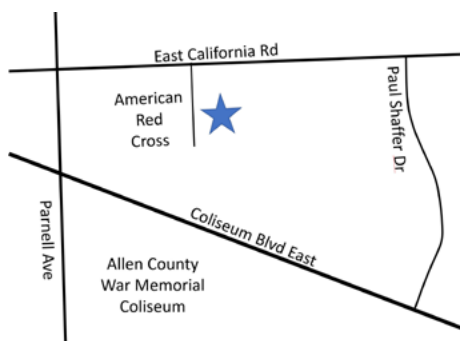 East California Rd
American
Red
Cross
Paul Shaffer Dr
Parnell Ave
Coliseum Blvd East
Allen County
War Memorial
Coliseum